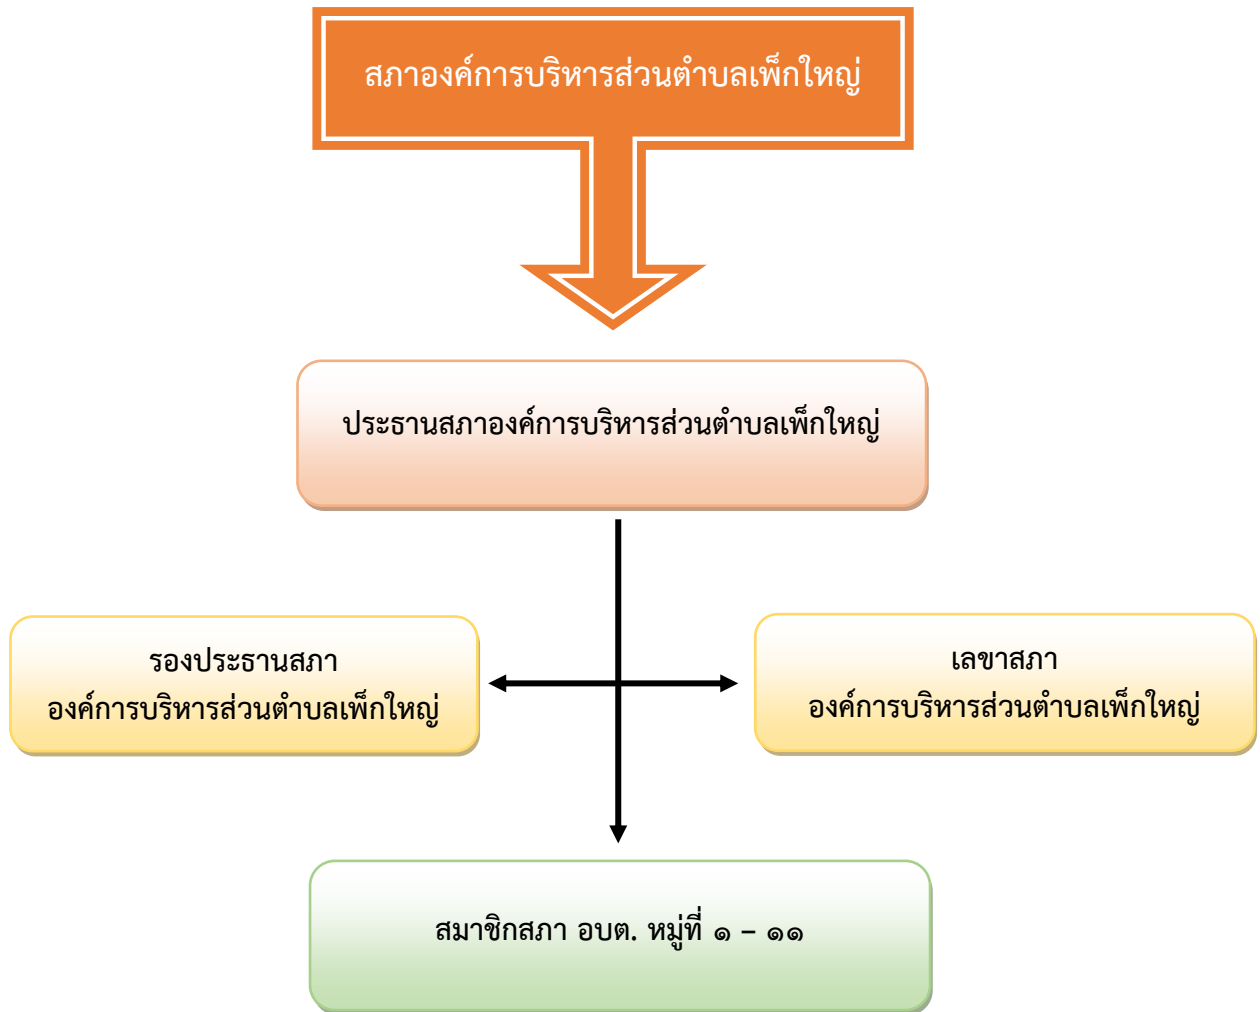 สภาองค์การบริหารส่วนตำบลเพ็กใหญ่
ประธานสภาองค์การบริหารส่วนตำบลเพ็กใหญ่
รองประธานสภา
องค์การบริหารส่วนตำบลเพ็กใหญ่
เลขาสภา
องค์การบริหารส่วนตำบลเพ็กใหญ่
สมาชิกสภา อบต. หมู่ที่ ๑ – ๑๑